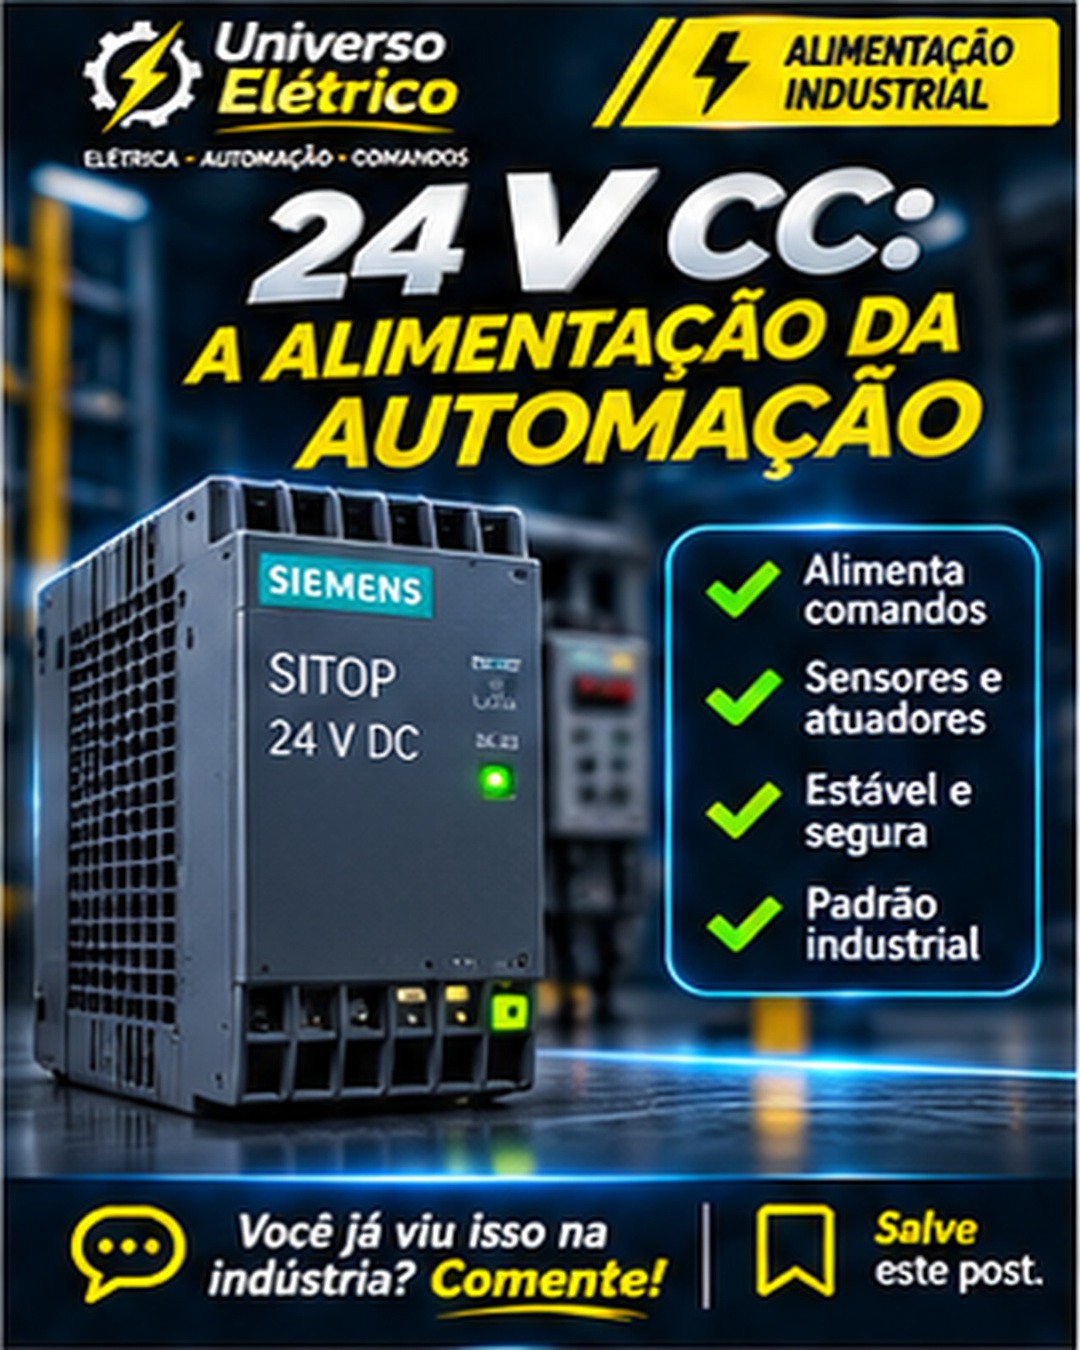 Universo
Elétrico
ELÉTRICA - AUTOMAÇÃO - COMANDOS
ALIMENTAÇÃO
INDUSTRIAL
24 V CC:
A ALIMENTAÇÃO DA
AUTOMAÇÃO
SIEMENS
SITOP
24 V DC
Alimenta
comandos
Sensores e
atuadores
Estável e
segura
Padrão
industrial
Você já viu isso na
indústria? Comente!
Salve
este post.